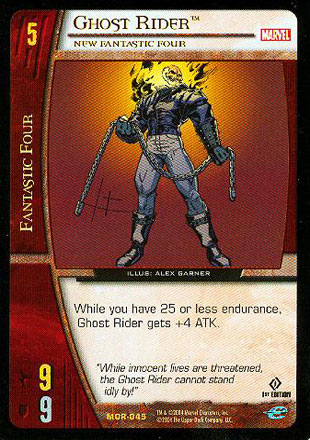 5
GHOST RIDER™
NEW FANTASTIC FOUR
MARVEL
FANTASTIC FOUR
ILLUS: ALEX GARNER
While you have 25 or less endurance,
Ghost Rider gets +4 ATK.
"While innocent lives are threatened,
the Ghost Rider cannot stand
idly by!"
9
9
MOR-045
1st EDITION